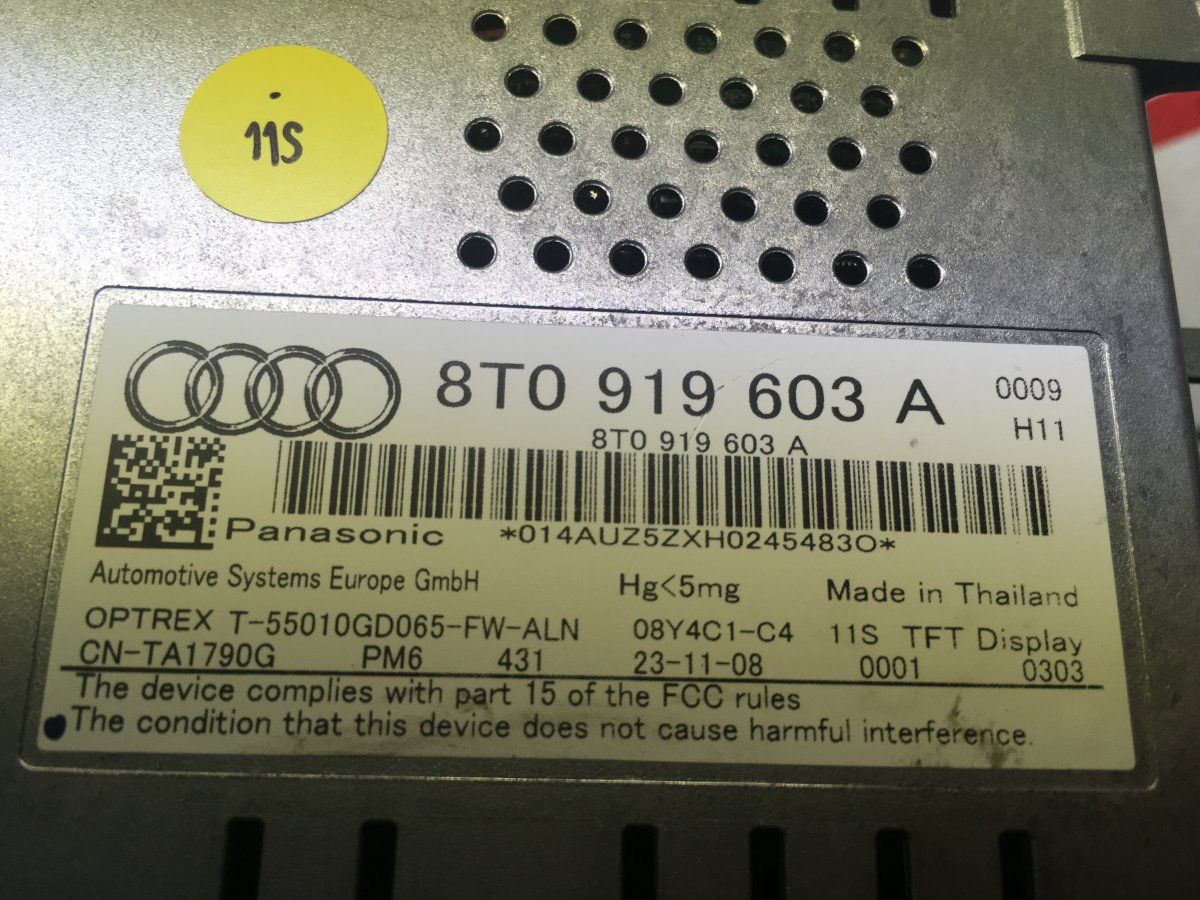 11S
8T0 919 603 A 0009
H11
8T0 919 603 A
Panasonic *014AUZ5ZXH0245483O*
Automotive Systems Europe GmbH Hg<5mg Made in Thailand
OPTREX T-55010GD065-FW-ALN 08Y4C1-C4 11S TFT Display
CN-TA1790G PM6 431 23-11-08 0001 0303
The device complies with part 15 of the FCC rules
The condition that this device does not cause harmful interference.